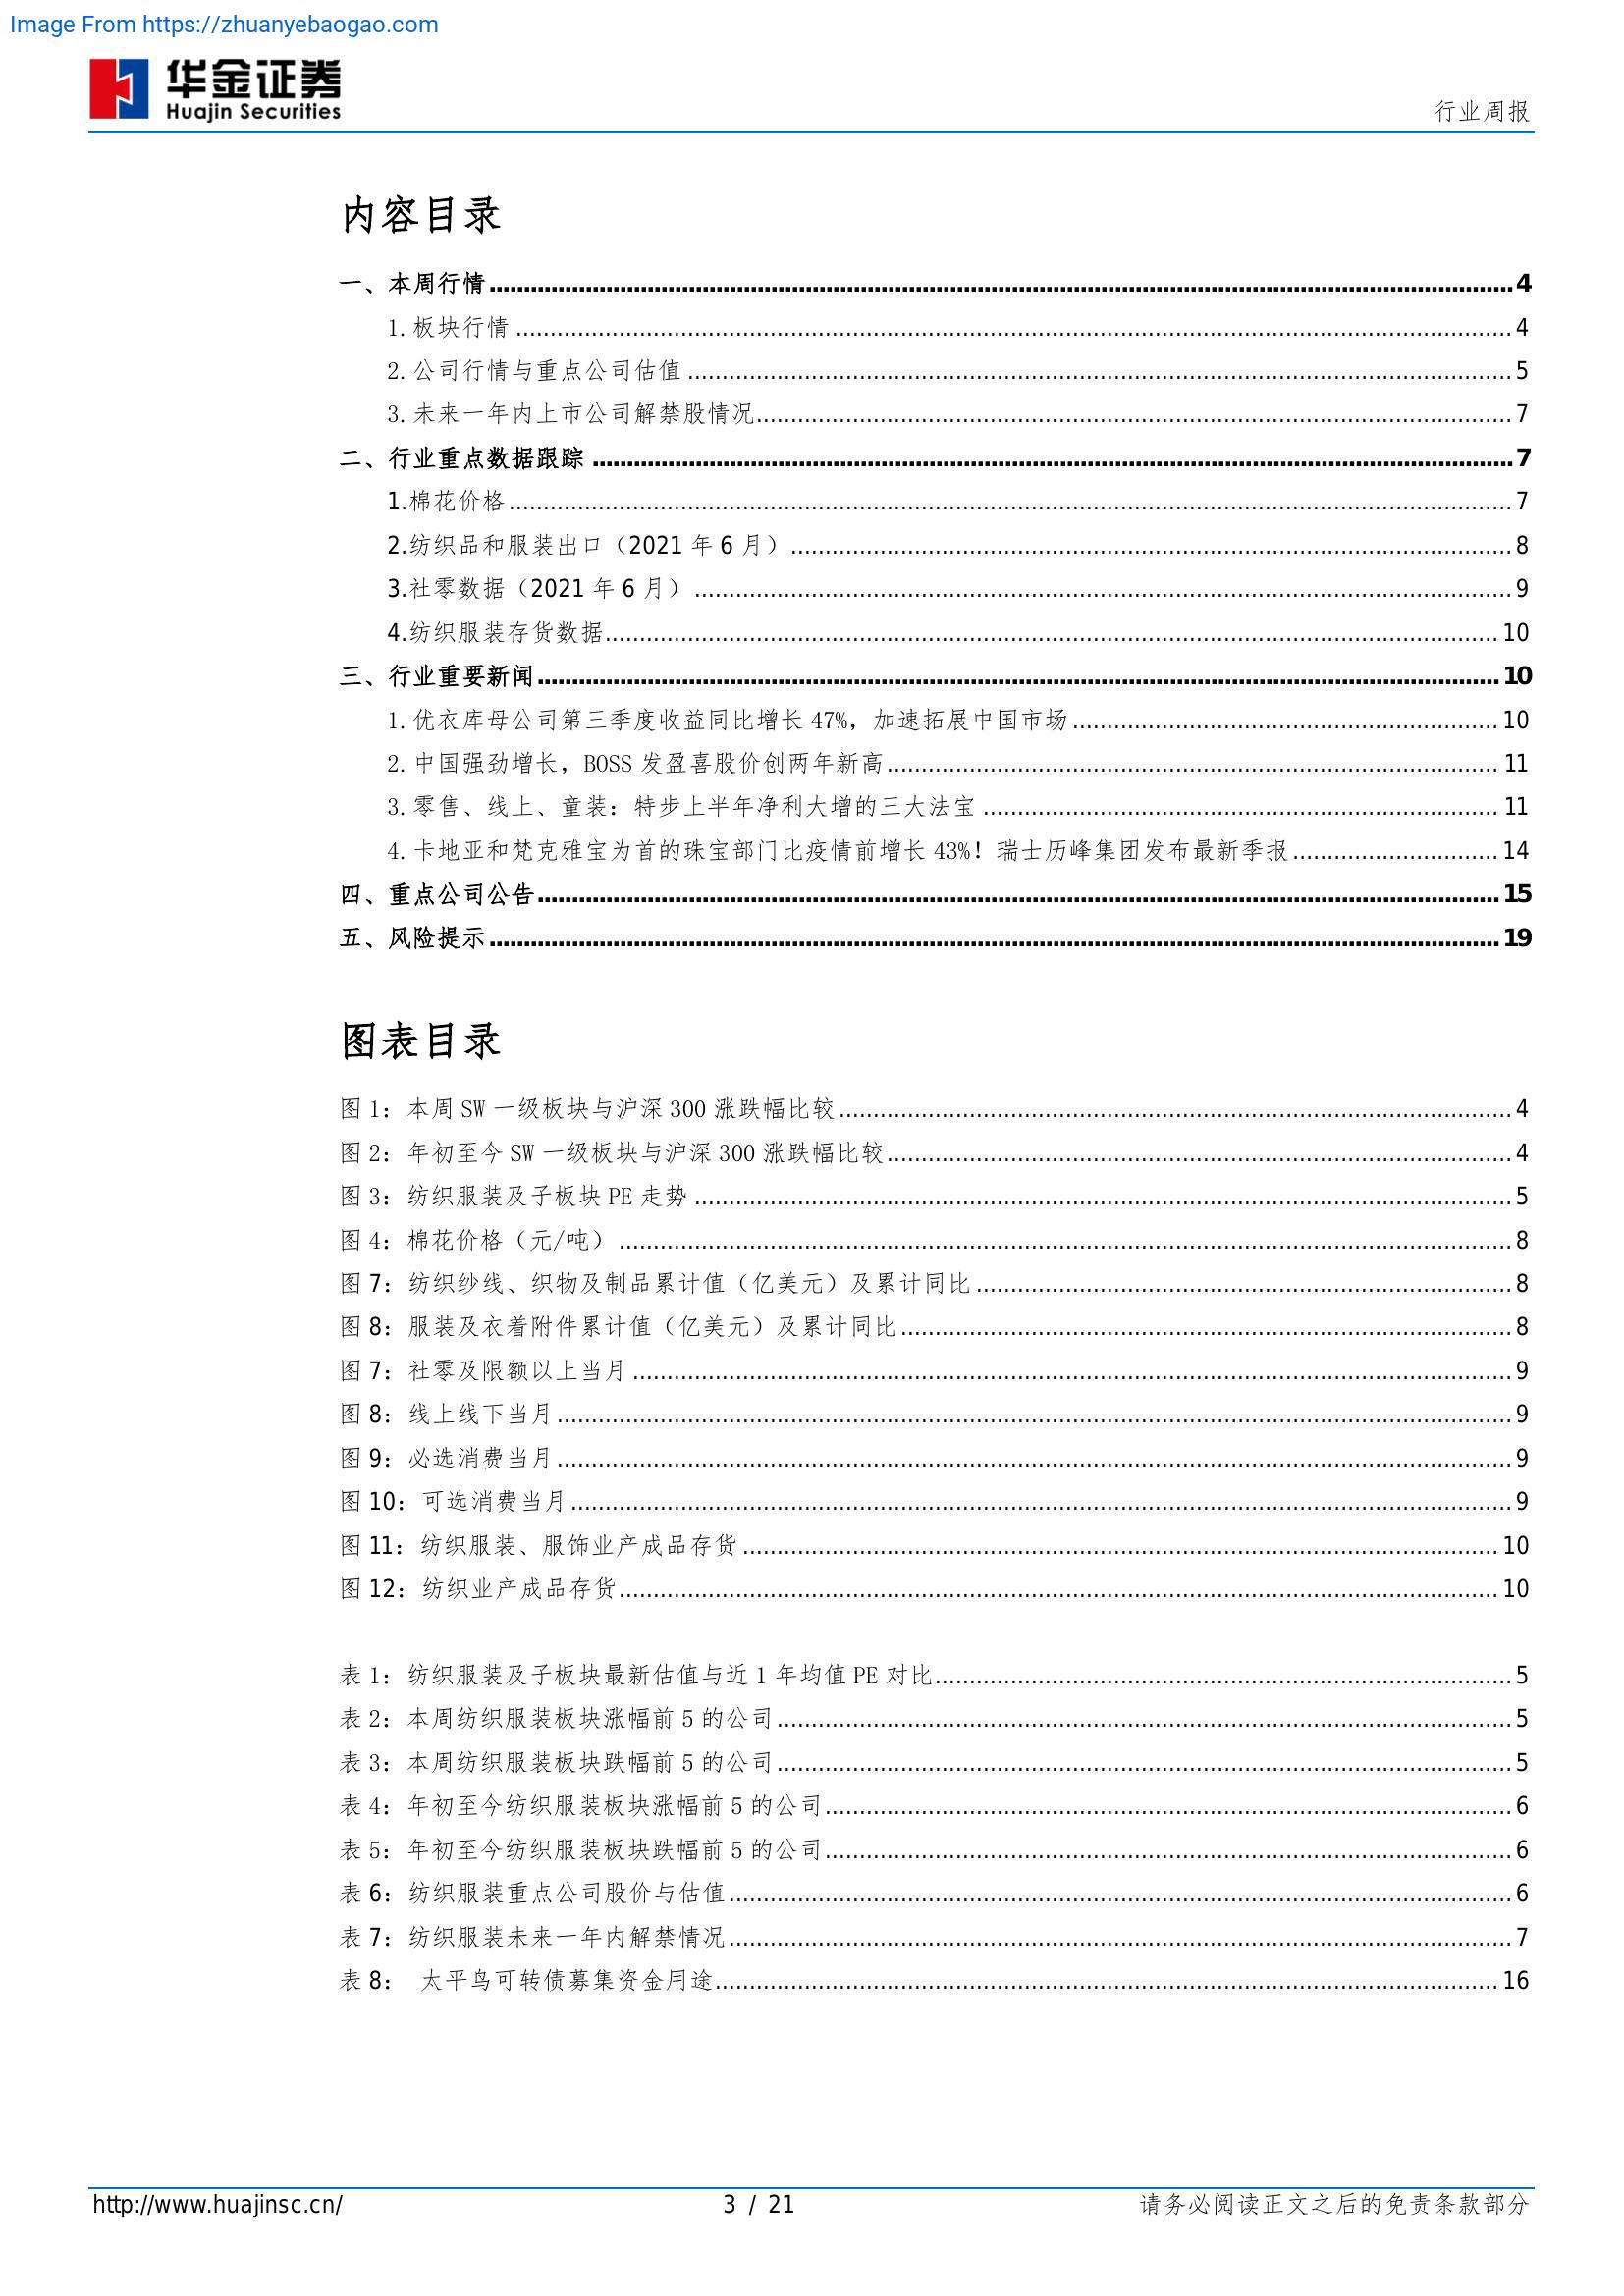 Image From https://zhuanyebaogao.com
华金证券
Huajin Securities
行业周报
内容目录
一、本周行情 4
1. 板块行情 4
2. 公司行情与重点公司估值 5
3. 未来一年内上市公司解禁股情况 7
二、行业重点数据跟踪 7
1.棉花价格 7
2.纺织品和服装出口（2021 年 6 月） 8
3.社零数据（2021 年 6 月） 9
4.纺织服装存货数据 10
三、行业重要新闻 10
1. 优衣库母公司第三季度收益同比增长 47%，加速拓展中国市场 10
2. 中国强劲增长，BOSS 发盈喜股价创两年新高 11
3. 零售、线上、童装：特步上半年净利大增的三大法宝 11
4. 卡地亚和梵克雅宝为首的珠宝部门比疫情前增长 43%！瑞士历峰集团发布最新季报 14
四、重点公司公告 15
五、风险提示 19
图表目录
图 1：本周 SW 一级板块与沪深 300 涨跌幅比较 4
图 2：年初至今 SW 一级板块与沪深 300 涨跌幅比较 4
图 3：纺织服装及子板块 PE 走势 5
图 4：棉花价格（元/吨） 8
图 7：纺织纱线、织物及制品累计值（亿美元）及累计同比 8
图 8：服装及衣着附件累计值（亿美元）及累计同比 8
图 7：社零及限额以上当月 9
图 8：线上线下当月 9
图 9：必选消费当月 9
图 10：可选消费当月 9
图 11：纺织服装、服饰业产成品存货 10
图 12：纺织业产成品存货 10
表 1：纺织服装及子板块最新估值与近 1 年均值 PE 对比 5
表 2：本周纺织服装板块涨幅前 5 的公司 5
表 3：本周纺织服装板块跌幅前 5 的公司 5
表 4：年初至今纺织服装板块涨幅前 5 的公司 6
表 5：年初至今纺织服装板块跌幅前 5 的公司 6
表 6：纺织服装重点公司股价与估值 6
表 7：纺织服装未来一年内解禁情况 7
表 8： 太平鸟可转债募集资金用途 16
http://www.huajinsc.cn/ 3 / 21 请务必阅读正文之后的免责条款部分